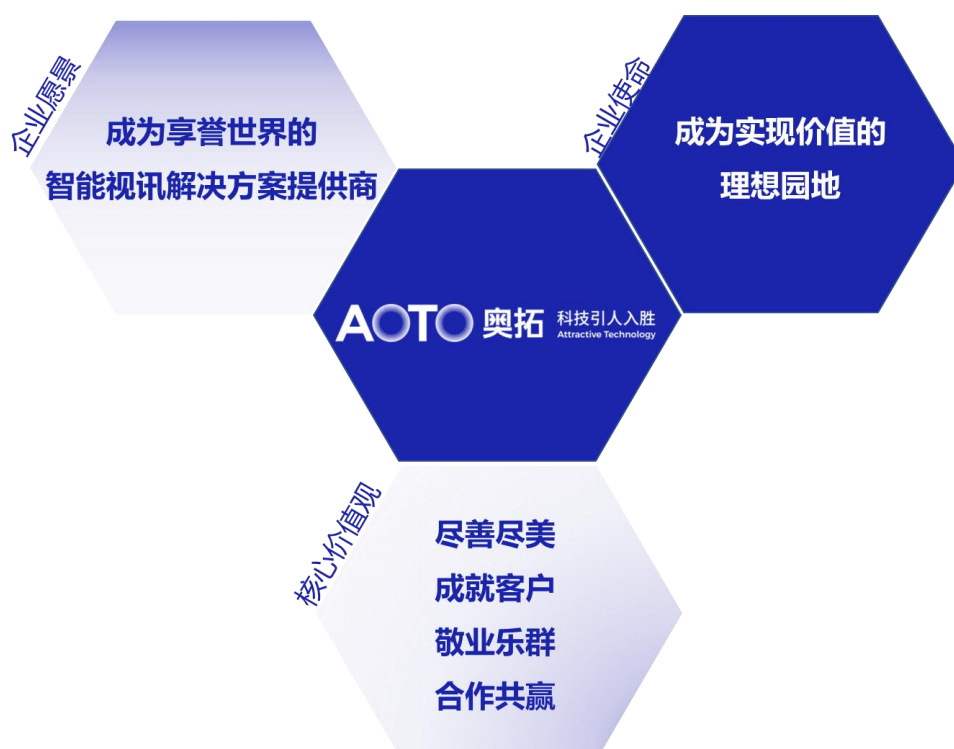 企业愿景
成为享誉世界的
智能视讯解决方案提供商
企业使命
成为实现价值的
理想园地
AOTO 奥拓 科技引人入胜
Attractive Technology
核心价值观
尽善尽美
成就客户
敬业乐群
合作共赢